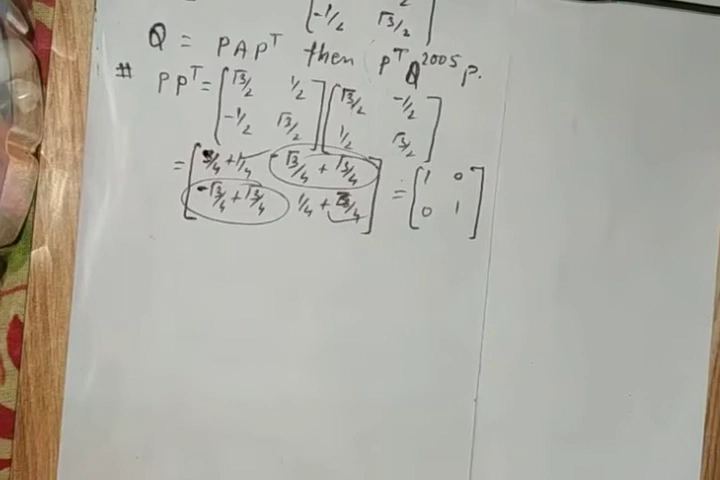 -1/2 √3/2
Q = PAP^T then P^T Q^2005 P.
# PP^T = [√3/2 1/2 -1/2 √3/2] [√3/2 -1/2 1/2 √3/2]
= [3/4 + 1/4 -√3/4 + √3/4 -√3/4 + √3/4 1/4 + 3/4] = [1 0 0 1]